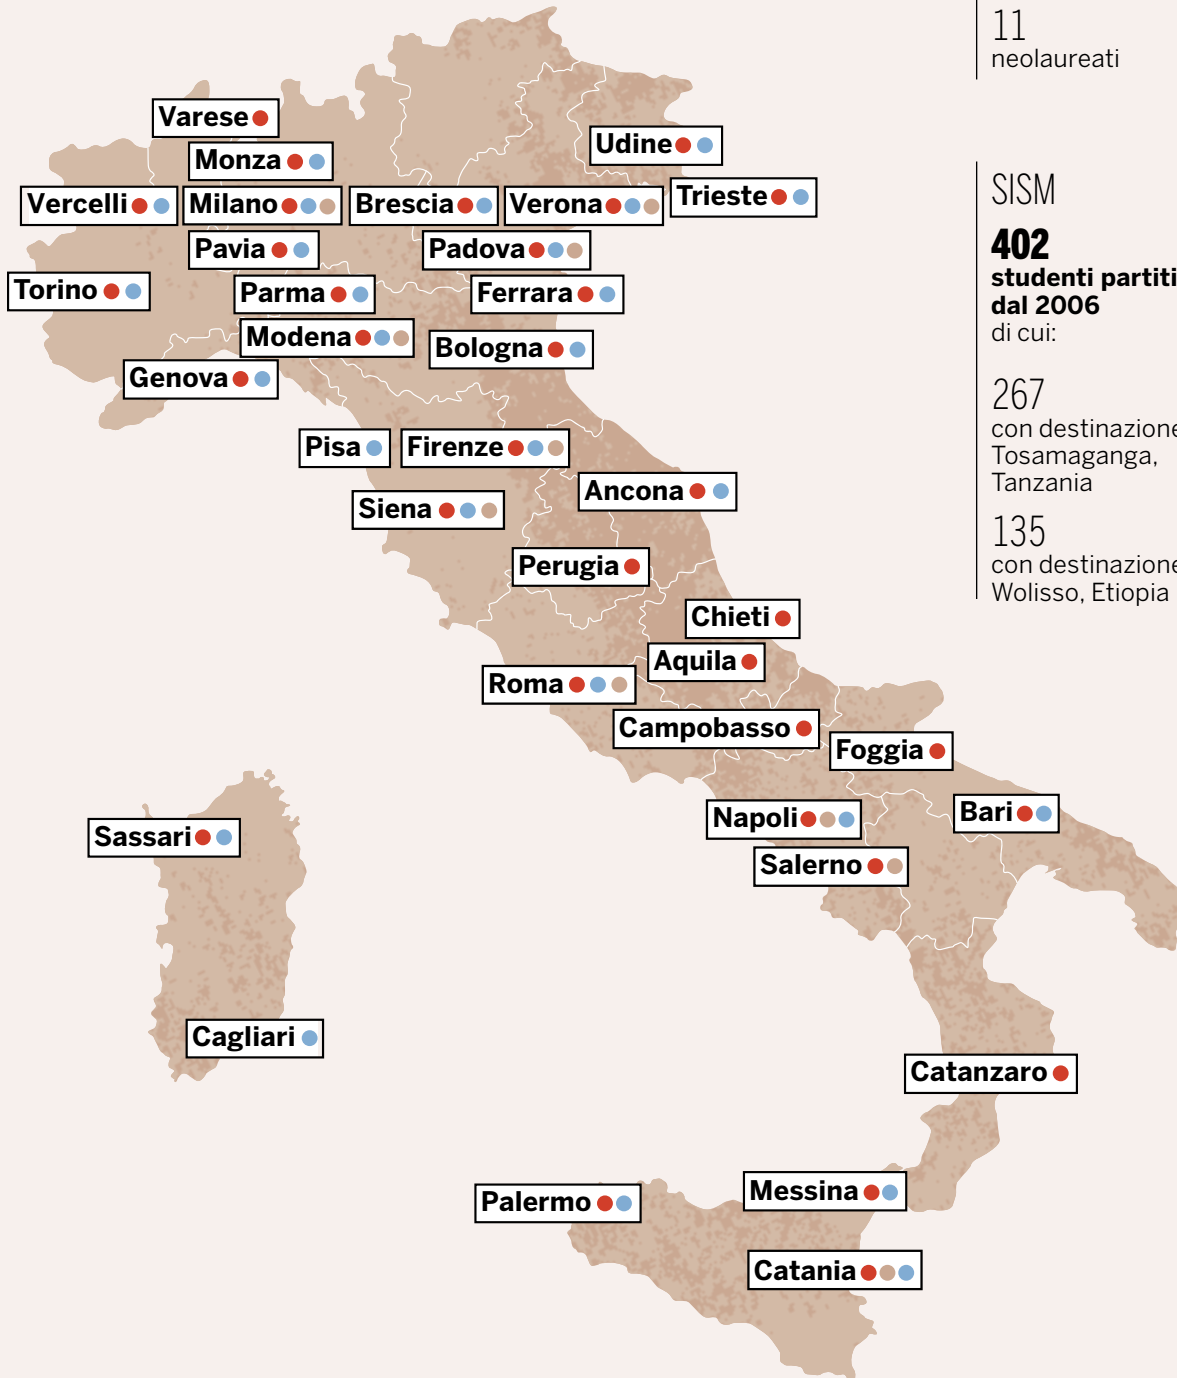 11
neolaureati
Varese
Udine
Monza
Trieste
Vercelli
Milano
Brescia
Verona
Pavia
Padova
Torino
Parma
Ferrara
Modena
Bologna
Genova
Pisa
Firenze
Ancona
Siena
Perugia
Chieti
Aquila
Roma
Campobasso
Foggia
Napoli
Bari
Salerno
Sassari
Cagliari
Catanzaro
Messina
Palermo
Catania
SISM
402
studenti partiti
dal 2006
di cui:
267
con destinazione
Tosamaganga,
Tanzania
135
con destinazione
Wolisso, Etiopia